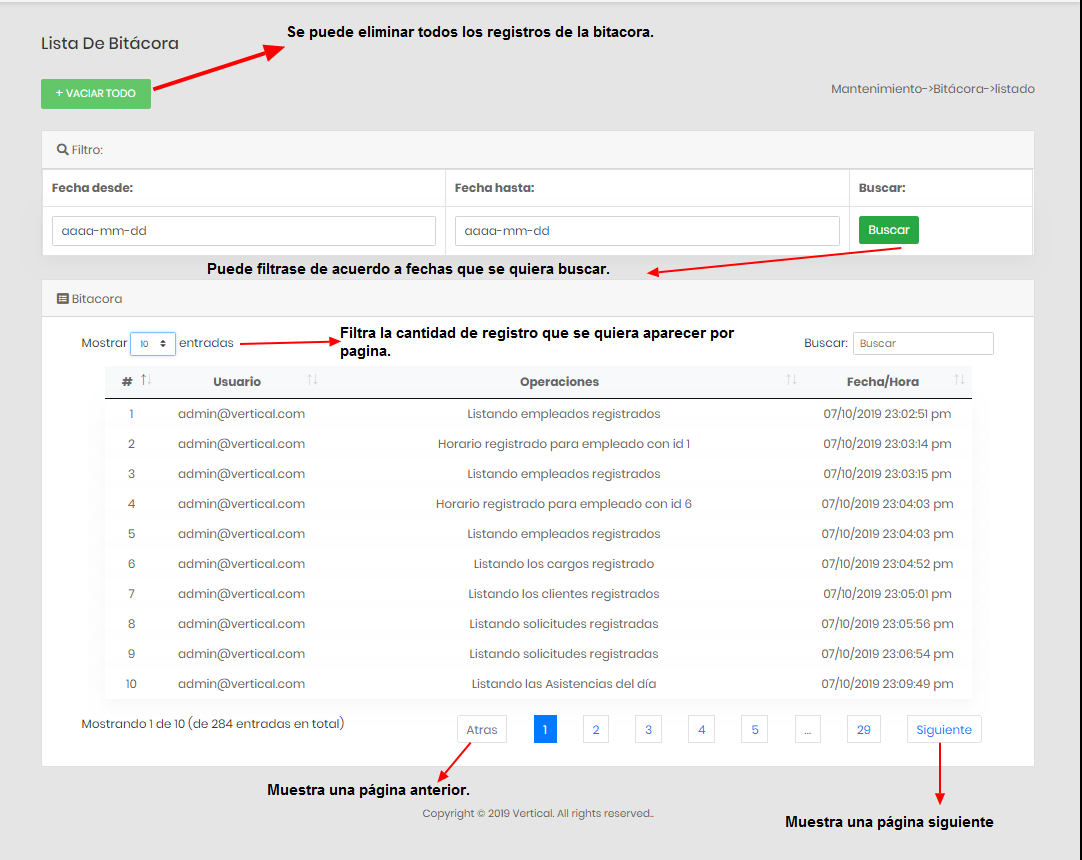 Se puede eliminar todos los registros de la bitacora.
Lista De Bitácora
+ VACIAR TODO
Mantenimiento->Bitácora->listado
Filtro:
Fecha desde: Fecha hasta: Buscar:
aaaa-mm-dd aaaa-mm-dd Buscar
Puede filtrase de acuerdo a fechas que se quiera buscar.
Bitacora
Mostrar 10 entradas
Filtra la cantidad de registro que se quiera aparecer por
pagina.
Buscar: Buscar
# Usuario Operaciones Fecha/Hora
1 admin@vertical.com Listando empleados registrados 07/10/2019 23:02:51 pm
2 admin@vertical.com Horario registrado para empleado con id 1 07/10/2019 23:03:14 pm
3 admin@vertical.com Listando empleados registrados 07/10/2019 23:03:15 pm
4 admin@vertical.com Horario registrado para empleado con id 6 07/10/2019 23:04:03 pm
5 admin@vertical.com Listando empleados registrados 07/10/2019 23:04:03 pm
6 admin@vertical.com Listando los cargos registrado 07/10/2019 23:04:52 pm
7 admin@vertical.com Listando los clientes registrados 07/10/2019 23:05:01 pm
8 admin@vertical.com Listando solicitudes registradas 07/10/2019 23:05:56 pm
9 admin@vertical.com Listando solicitudes registradas 07/10/2019 23:06:54 pm
10 admin@vertical.com Listando las Asistencias del día 07/10/2019 23:09:49 pm
Mostrando 1 de 10 (de 284 entradas en total)
Atras 1 2 3 4 5 ... 29 Siguiente
Muestra una página anterior.
Copyright © 2019 Vertical. All rights reserved..
Muestra una página siguiente